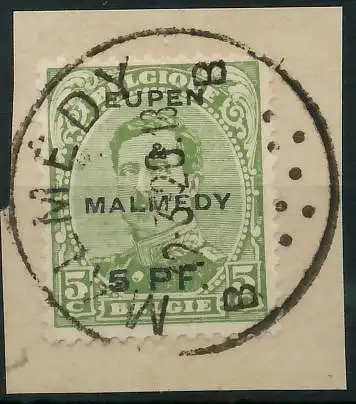 BELGIQUE
EUPEN
&
MALMEDY
5 PF.
5 C 5 C
BELGIE
MALMEDY
B
B